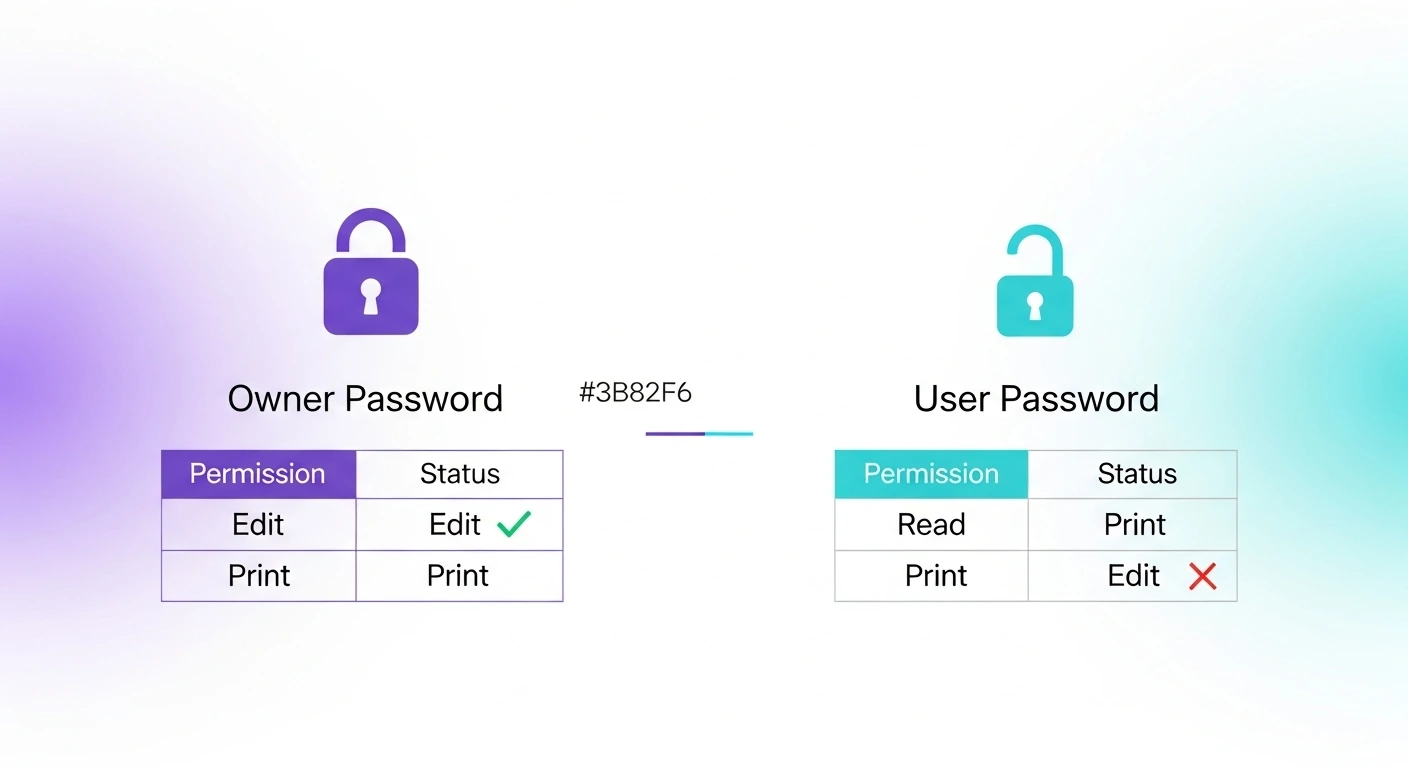 Owner Password
Permission Status
Edit Edit
Print Print
#3B82F6
User Password
Permission Status
Read Print
Print Edit